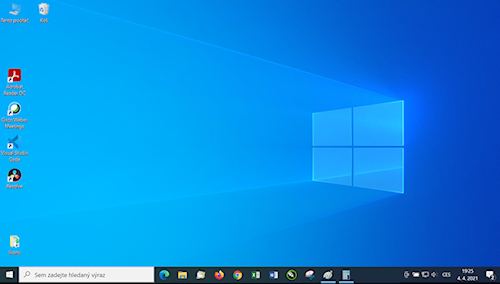 Tento počítač
Koš
Acrobat
Reader DC
Cisco Webex
Meetings
Visual Studio
Code
Resolve
Sem zadejte hledaný výraz
CES
19:25
4. 4. 2021